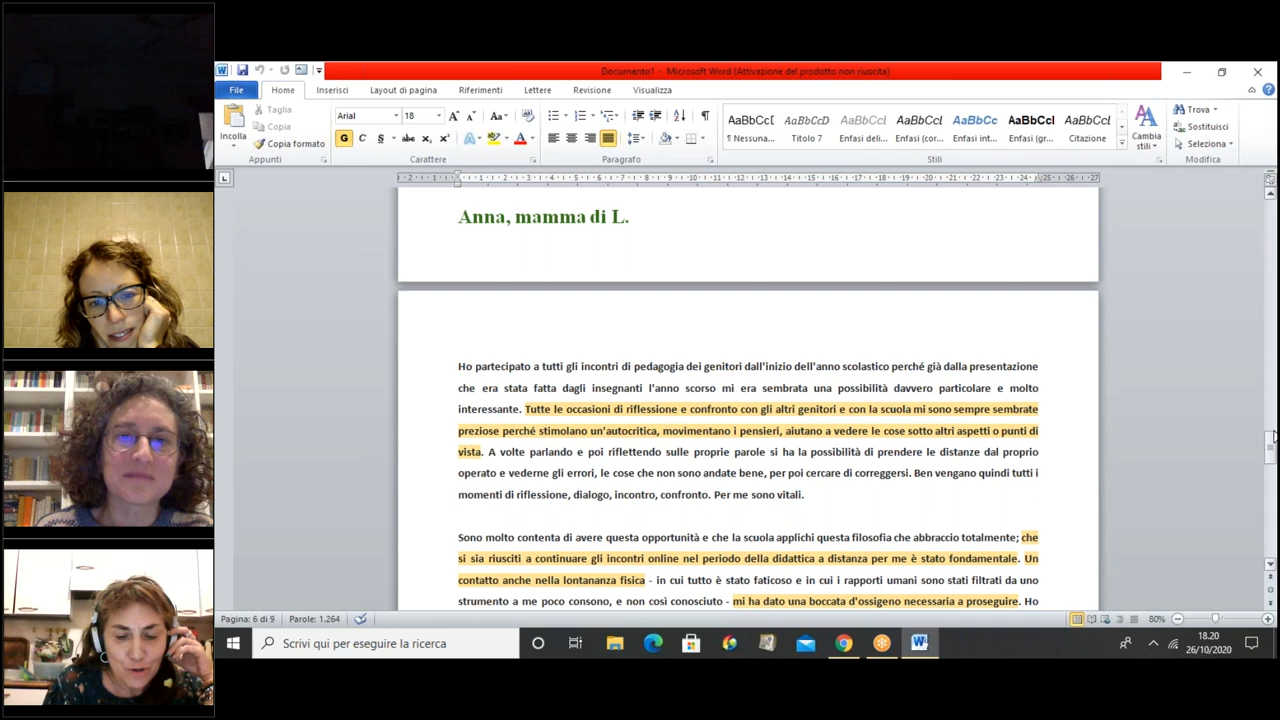 Documento1 - Microsoft Word (Attivazione del prodotto non riuscita)
File Home Inserisci Layout di pagina Riferimenti Lettere Revisione Visualizza
Incolla
Taglia
Copia
Copia formato
Appunti
Arial 18
G C S abc x₂ x²
Carattere
Paragrafo
AaBbCcI AaBbCcD AaBbCcI AaBbCcD AaBbCc AaBbCcI AaBbCcI
¶ Nessuna... Titolo 7 Enfasi deli... Enfasi (cor... Enfasi int... Enfasi (gr... Citazione
Stili
Cambia stili
Trova
Sostituisci
Seleziona
Modifica
Anna, mamma di L.
Ho partecipato a tutti gli incontri di pedagogia dei genitori dall'inizio dell'anno scolastico perché già dalla presentazione
che era stata fatta dagli insegnanti l'anno scorso mi era sembrata una possibilità davvero particolare e molto
interessante. Tutte le occasioni di riflessione e confronto con gli altri genitori e con la scuola mi sono sempre sembrate
preziose perché stimolano un'autocritica, movimentano i pensieri, aiutano a vedere le cose sotto altri aspetti o punti di
vista. A volte parlando e poi riflettendo sulle proprie parole si ha la possibilità di prendere le distanze dal proprio
operato e vederne gli errori, le cose che non sono andate bene, per poi cercare di correggersi. Ben vengano quindi tutti i
momenti di riflessione, dialogo, incontro, confronto. Per me sono vitali.
Sono molto contenta di avere questa opportunità e che la scuola applichi questa filosofia che abbraccio totalmente; che
si sia riusciti a continuare gli incontri online nel periodo della didattica a distanza per me è stato fondamentale. Un
contatto anche nella lontananza fisica - in cui tutto è stato faticoso e in cui i rapporti umani sono stati filtrati da uno
strumento a me poco consono, e non così conosciuto - mi ha dato una boccata d'ossigeno necessaria a proseguire. Ho
Pagina: 6 di 9 Parole: 1.264 80%
Scrivi qui per eseguire la ricerca
18.20
26/10/2020